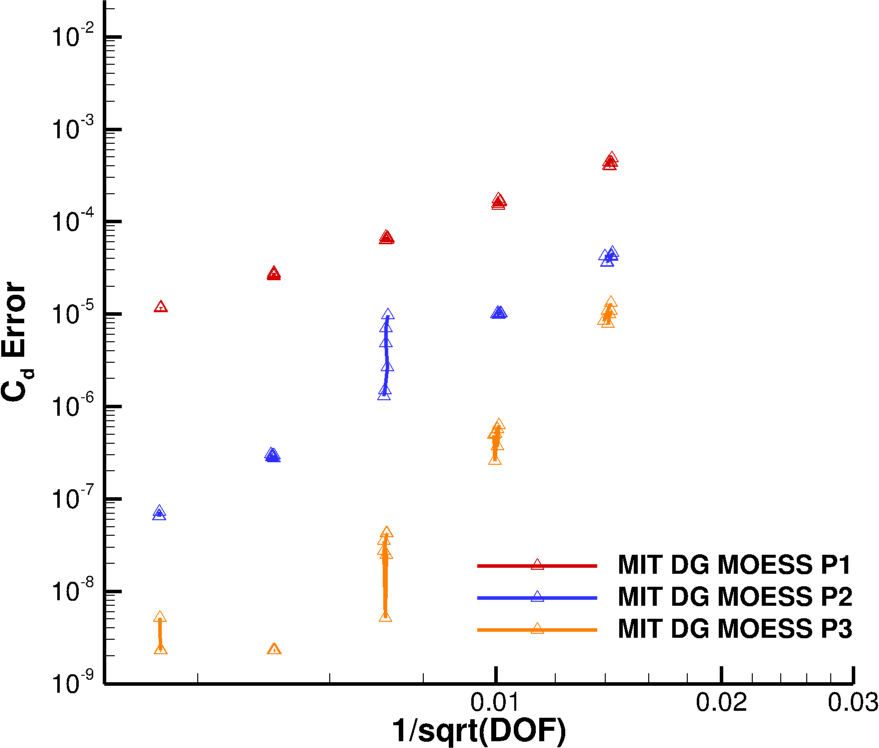 10^-2
10^-3
10^-4
10^-5
10^-6
10^-7
10^-8
10^-9
C_d Error
MIT DG MOESS P1
MIT DG MOESS P2
MIT DG MOESS P3
0.01 0.02 0.03
1/sqrt(DOF)